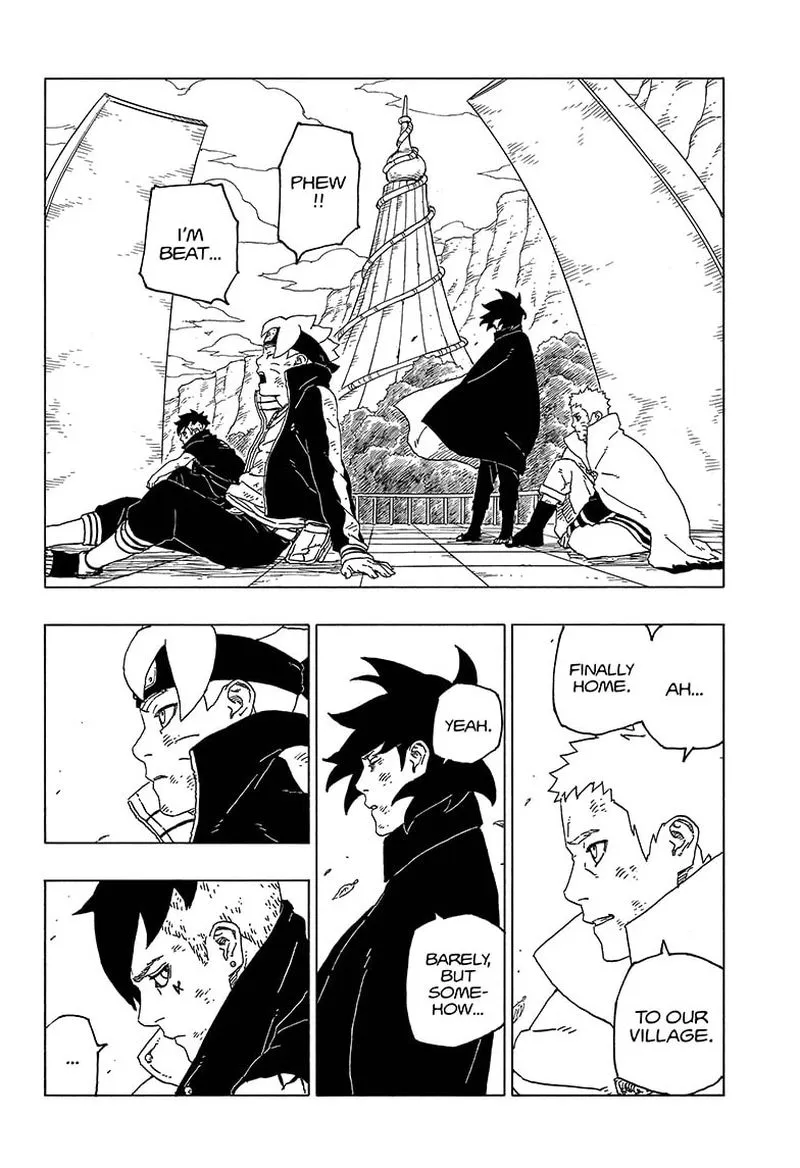 PHEW
!!
I'M
BEAT...
AH...
FINALLY
HOME.
TO OUR
VILLAGE.
YEAH.
BARELY,
BUT
SOME-
HOW...
...